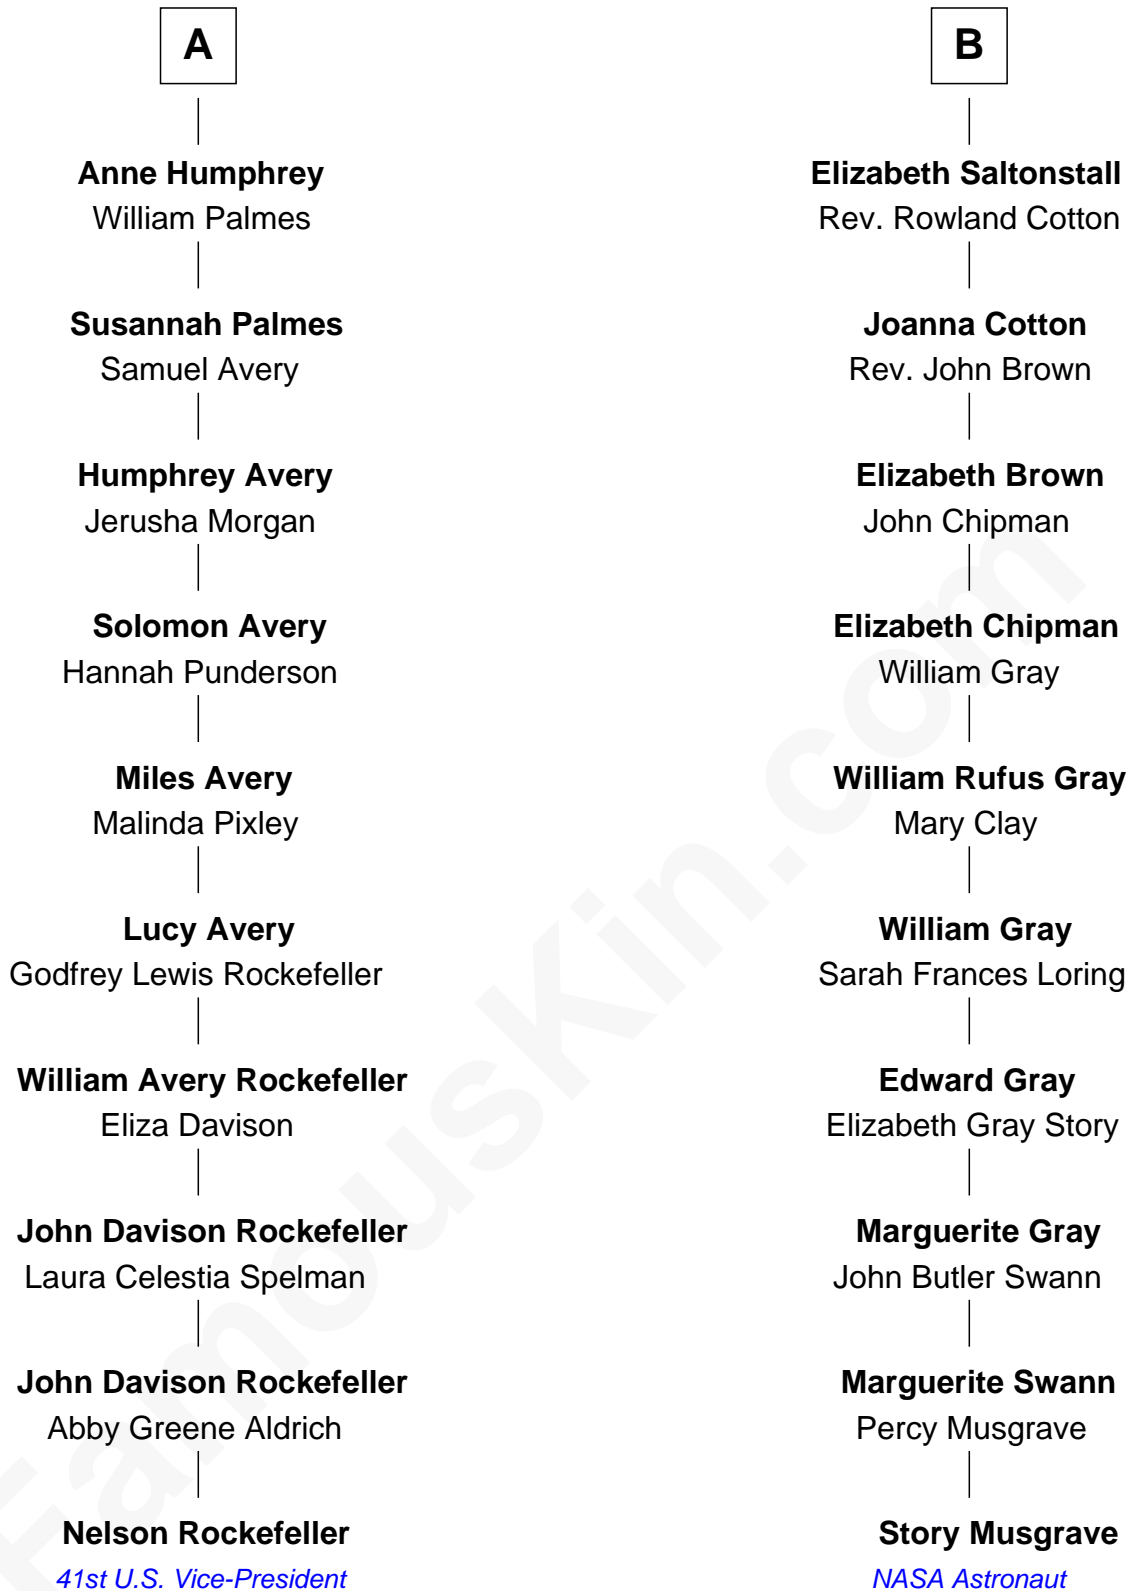 A
Anne Humphrey
William Palmes
Susannah Palmes
Samuel Avery
Humphrey Avery
Jerusha Morgan
Solomon Avery
Hannah Punderson
Miles Avery
Malinda Pixley
Lucy Avery
Godfrey Lewis Rockefeller
William Avery Rockefeller
Eliza Davison
John Davison Rockefeller
Laura Celestia Spelman
John Davison Rockefeller
Abby Greene Aldrich
Nelson Rockefeller
41st U.S. Vice-President
B
Elizabeth Saltonstall
Rev. Rowland Cotton
Joanna Cotton
Rev. John Brown
Elizabeth Brown
John Chipman
Elizabeth Chipman
William Gray
William Rufus Gray
Mary Clay
William Gray
Sarah Frances Loring
Edward Gray
Elizabeth Gray Story
Marguerite Gray
John Butler Swann
Marguerite Swann
Percy Musgrave
Story Musgrave
NASA Astronaut
FamousKin.com